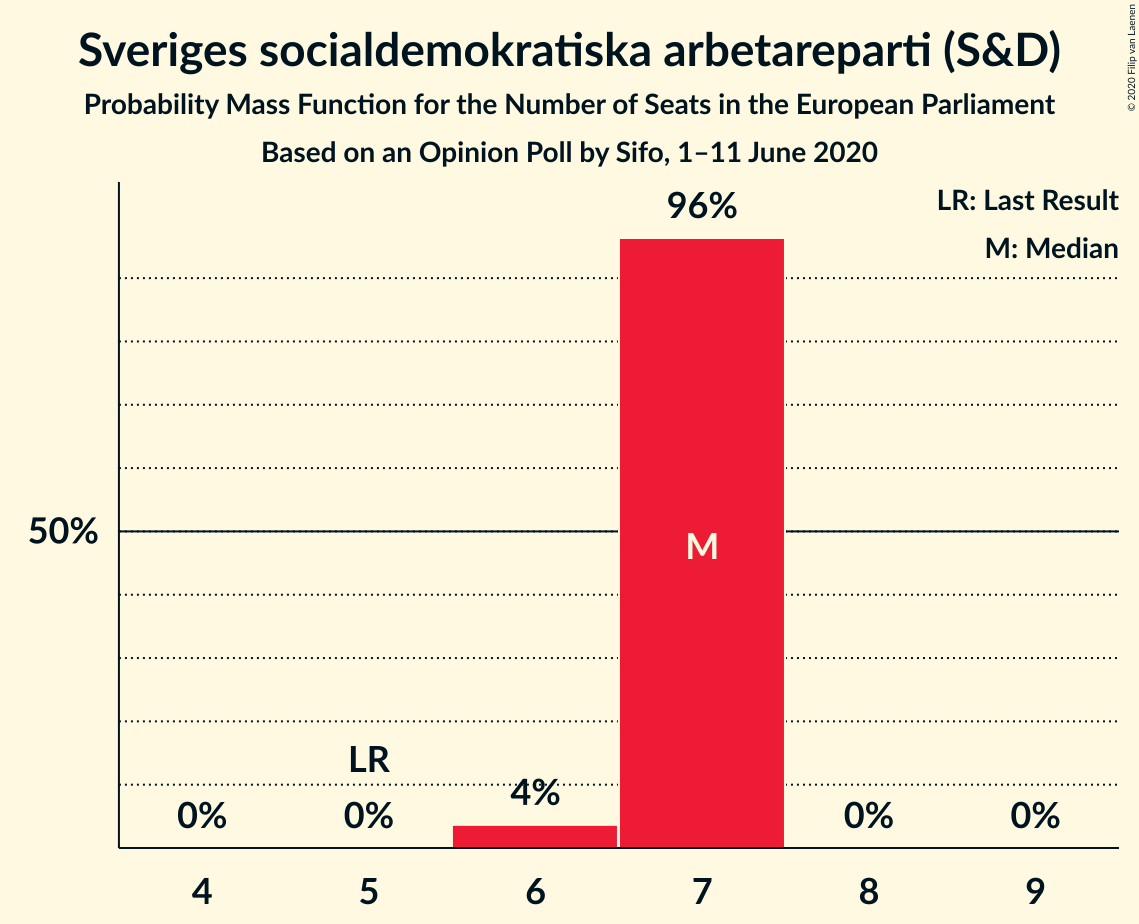 Sveriges socialdemokratiska arbetareparti (S&D)
Probability Mass Function for the Number of Seats in the European Parliament
Based on an Opinion Poll by Sifo, 1–11 June 2020
© 2020 Filip van Laenen
LR: Last Result
M: Median
96%
50%
M
LR
4%
0% 0% 0% 0%
4 5 6 7 8 9